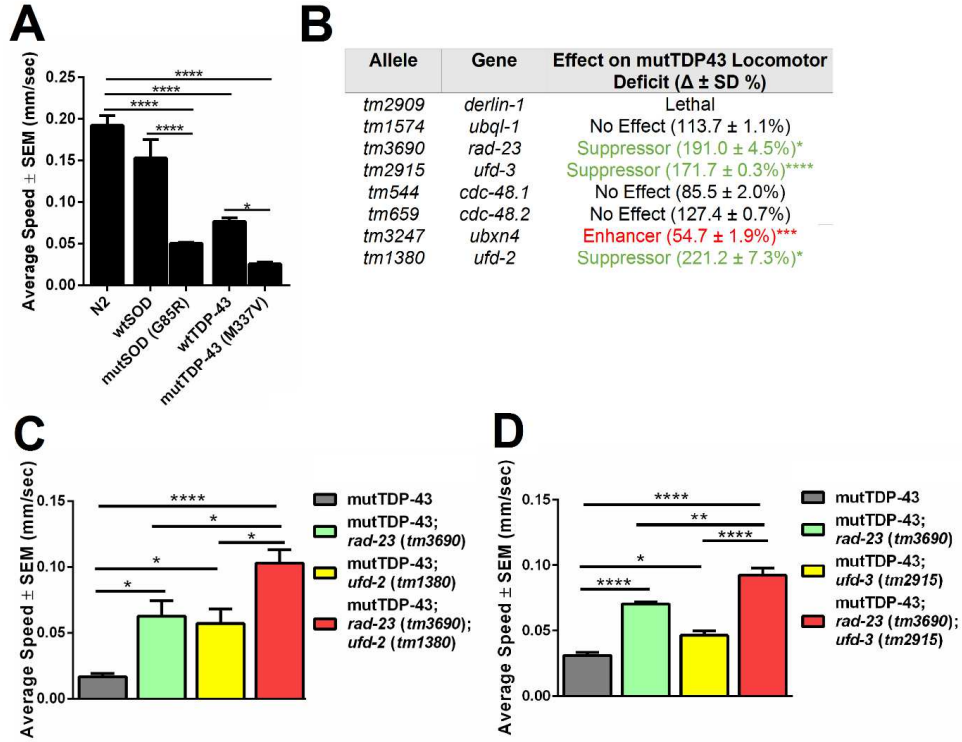 A
Average Speed ± SEM (mm/sec)
0.25
0.20
0.15
0.10
0.05
0.00
****
****
****
****
*
N2
wtSOD
mutSOD (G85R)
wtTDP-43
mutTDP-43 (M337V)
B
Allele Gene Effect on mutTDP43 Locomotor
Deficit (Δ ± SD %)
tm2909 derlin-1 Lethal
tm1574 ubql-1 No Effect (113.7 ± 1.1%)
tm3690 rad-23 Suppressor (191.0 ± 4.5%)*
tm2915 ufd-3 Suppressor (171.7 ± 0.3%)****
tm544 cdc-48.1 No Effect (85.5 ± 2.0%)
tm659 cdc-48.2 No Effect (127.4 ± 0.7%)
tm3247 ubxn4 Enhancer (54.7 ± 1.9%)***
tm1380 ufd-2 Suppressor (221.2 ± 7.3%)*
C
Average Speed ± SEM (mm/sec)
0.15
0.10
0.05
0.00
****
*
*
*
*
mutTDP-43
mutTDP-43;
rad-23 (tm3690)
mutTDP-43;
ufd-2 (tm1380)
mutTDP-43;
rad-23 (tm3690);
ufd-2 (tm1380)
D
Average Speed ± SEM (mm/sec)
0.15
0.10
0.05
0.00
****
**
****
*
****
mutTDP-43
mutTDP-43;
rad-23 (tm3690)
mutTDP-43;
ufd-3 (tm2915)
mutTDP-43;
rad-23 (tm3690);
ufd-3 (tm2915)